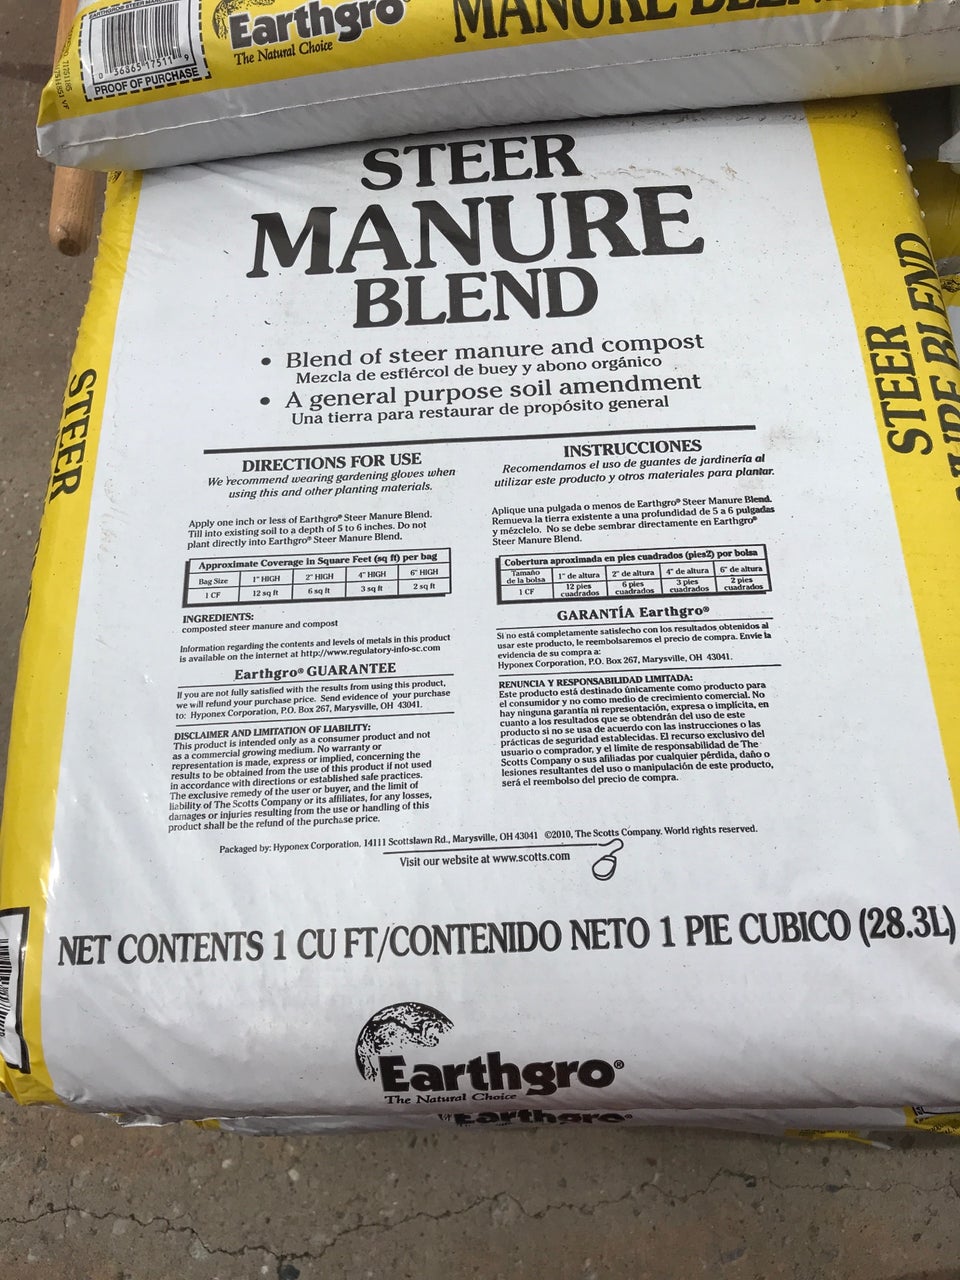 Earthgro
The Natural Choice
0 36865 17511 9
PROOF OF PURCHASE
STEER
MANURE
BLEND
• Blend of steer manure and compost
Mezcla de estiércol de buey y abono orgánico
• A general purpose soil amendment
Una tierra para restaurar de propósito general
DIRECTIONS FOR USE
We recommend wearing gardening gloves when
using this and other planting materials.
Apply one inch or less of Earthgro® Steer Manure Blend.
Till into existing soil to a depth of 5 to 6 inches. Do not
plant directly into Earthgro® Steer Manure Blend.
Approximate Coverage in Square Feet (sq ft) per bag
Bag Size 1" HIGH 2" HIGH 4" HIGH 6" HIGH
1 CF 12 sq ft 6 sq ft 3 sq ft 2 sq ft
INGREDIENTS:
composted steer manure and compost
Information regarding the contents and levels of metals in this product
is available on the internet at http://www.regulatory-info-sc.com
Earthgro® GUARANTEE
If you are not fully satisfied with the results from using this product,
we will refund your purchase price. Send evidence of your purchase
to: Hyponex Corporation, P.O. Box 267, Marysville, OH 43041.
DISCLAIMER AND LIMITATION OF LIABILITY:
This product is intended only as a consumer product and not
as a commercial growing medium. No warranty or
representation is made, express or implied, concerning the
results to be obtained from the use of this product if not used
in accordance with directions or established safe practices.
The exclusive remedy of the user or buyer, and the limit of
liability of The Scotts Company or its affiliates, for any losses,
damages or injuries resulting from the use or handling of this
product shall be the refund of the purchase price.
INSTRUCCIONES
Recomendamos el uso de guantes de jardinería al
utilizar este producto y otros materiales para plantar.
Aplique una pulgada o menos de Earthgro® Steer Manure Blend.
Remueva la tierra existente a una profundidad de 5 a 6 pulgadas
y mézclelo. No se debe sembrar directamente en Earthgro®
Steer Manure Blend.
Cobertura aproximada en pies cuadrados (pies2) por bolsa
Tamaño de la bolsa 1" de altura 2" de altura 4" de altura 6" de altura
1 CF 12 pies cuadrados 6 pies cuadrados 3 pies cuadrados 2 pies cuadrados
GARANTÍA Earthgro®
Si no está completamente satisfecho con los resultados obtenidos al
usar este producto, le reembolsaremos el precio de compra. Envíe la
evidencia de su compra a:
Hyponex Corporation, P.O. Box 267, Marysville, OH 43041.
RENUNCIA Y RESPONSABILIDAD LIMITADA:
Este producto está destinado únicamente como producto para
el consumidor y no como medio de crecimiento comercial. No
hay ninguna garantía ni representación, expresa o implícita, en
cuanto a los resultados que se obtendrán del uso de este
producto si no se usa de acuerdo con las instrucciones o las
prácticas de seguridad establecidas. El recurso exclusivo del
usuario o comprador, y el límite de responsabilidad de The
Scotts Company o sus afiliadas por cualquier pérdida, daño o
lesiones resultantes del uso o manipulación de este producto,
será el reembolso del precio de compra.
Packaged by: Hyponex Corporation, 14111 Scottslawn Rd., Marysville, OH 43041 ©2010, The Scotts Company. World rights reserved.
Visit our website at www.scotts.com
NET CONTENTS 1 CU FT/CONTENIDO NETO 1 PIE CUBICO (28.3L)
Earthgro®
The Natural Choice
Earthgro®
STEER
STEER
BLEND